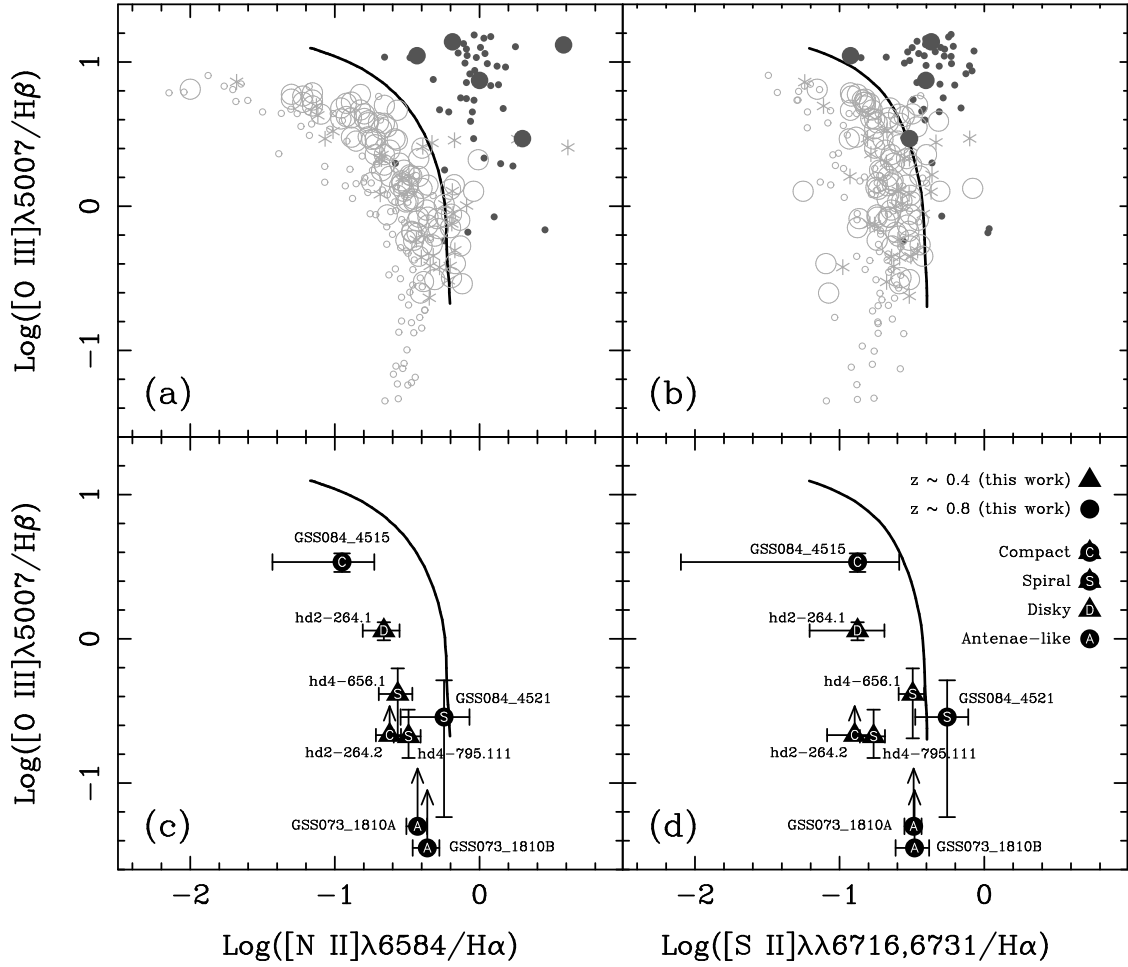 Log([O III]λ5007/Hβ)
1
0
−1
(a)
(b)
Log([O III]λ5007/Hβ)
1
0
−1
GSS084_4515
hd2−264.1
hd4−656.1
GSS084_4521
hd2−264.2
hd4−795.111
GSS073_1810A
GSS073_1810B
C
D
S
S
C
S
A
A
(c)
z ~ 0.4 (this work)
z ~ 0.8 (this work)
Compact C
Spiral S
Disky D
Antenae−like A
GSS084_4515
hd2−264.1
hd4−656.1
GSS084_4521
hd2−264.2
hd4−795.111
GSS073_1810A
GSS073_1810B
C
D
S
S
C
S
A
A
(d)
−2 −1 0
−2 −1 0
Log([N II]λ6584/Hα)
Log([S II]λλ6716,6731/Hα)